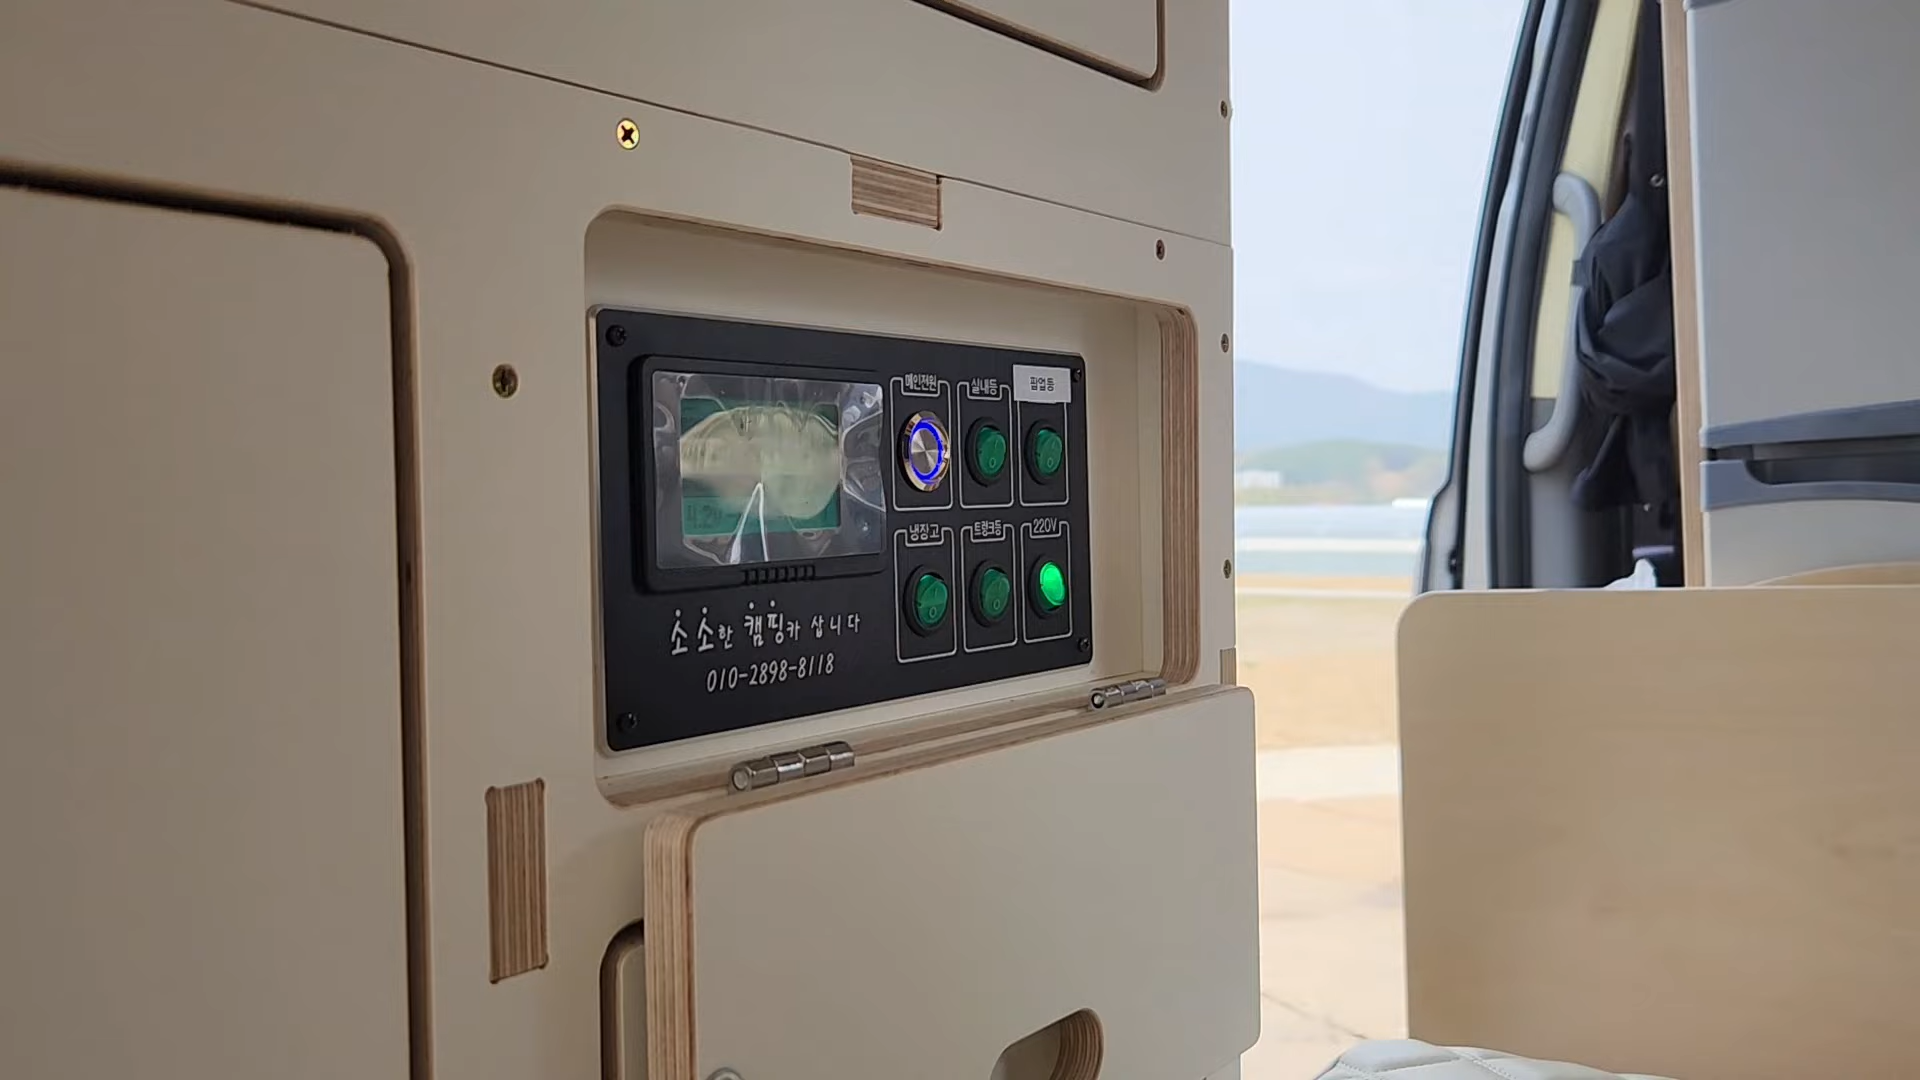 메인전원
실내등
팝업등
냉장고
트렁크등
220V
소소한 캠핑카 삽니다
010-2898-8118